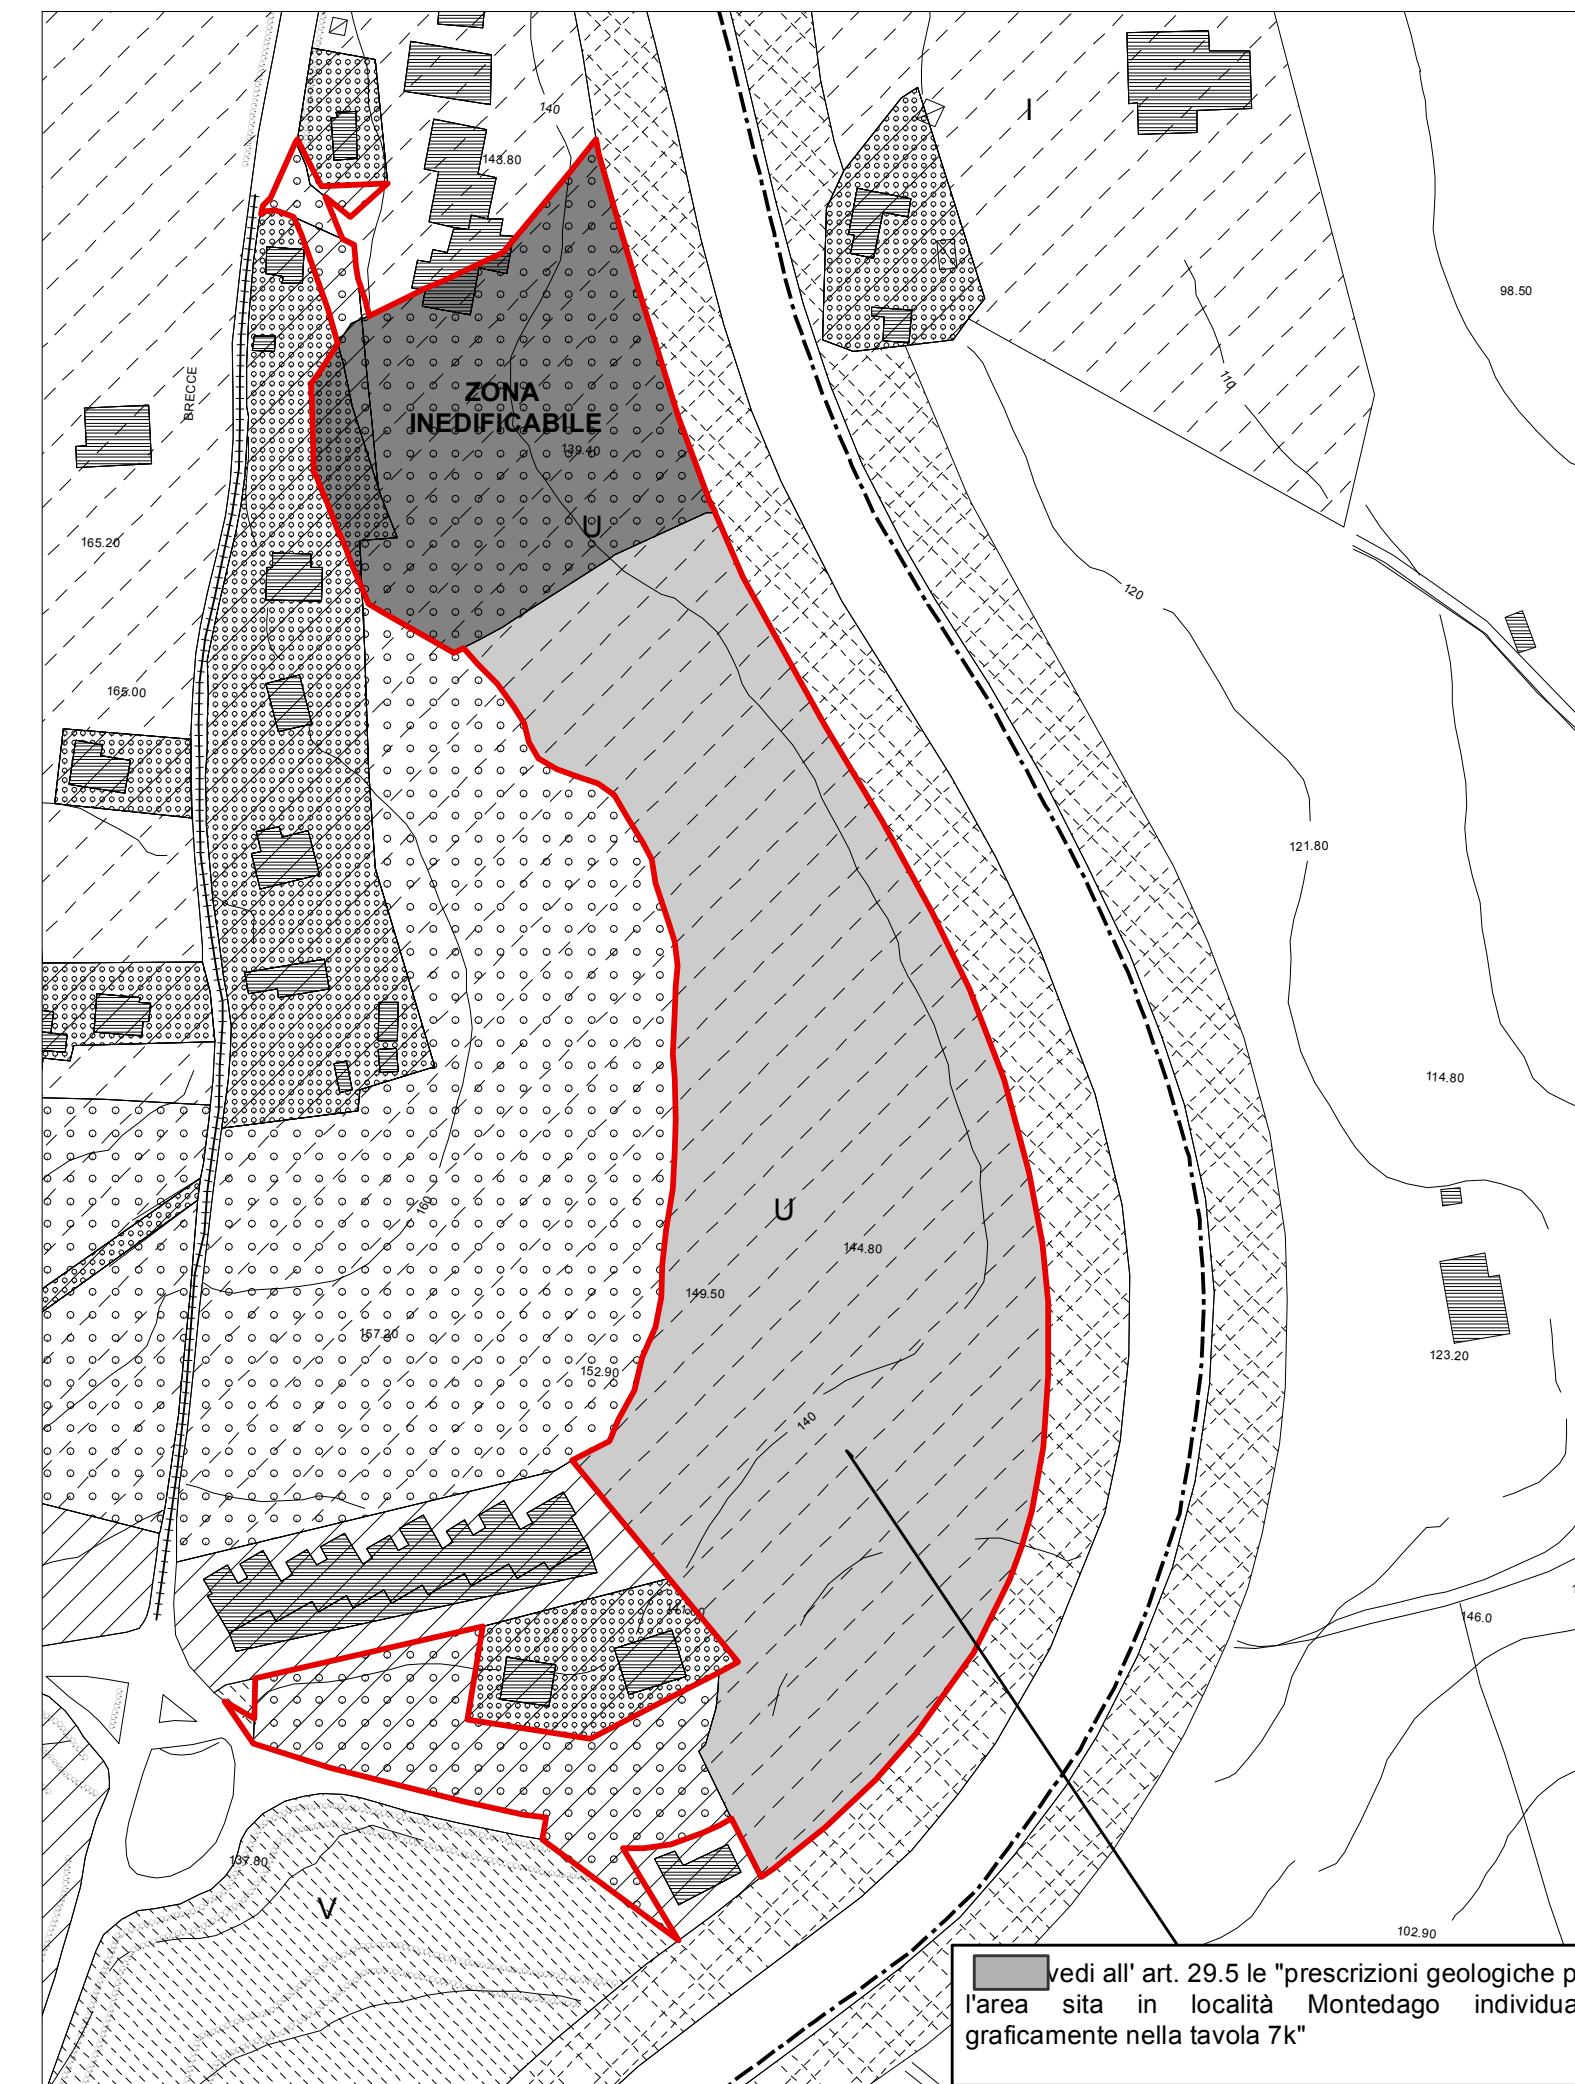 140
I
143.80
98.50
110
BRECCE
ZONA
INEDIFICABILE
139.40
U
165.20
120
165.00
121.80
114.80
160
U
144.80
149.50
157.20
123.20
152.90
140
146.0
137.80
V
102.90
vedi all' art. 29.5 le "prescrizioni geologiche p
l'area sita in località Montedago individua
graficamente nella tavola 7k"